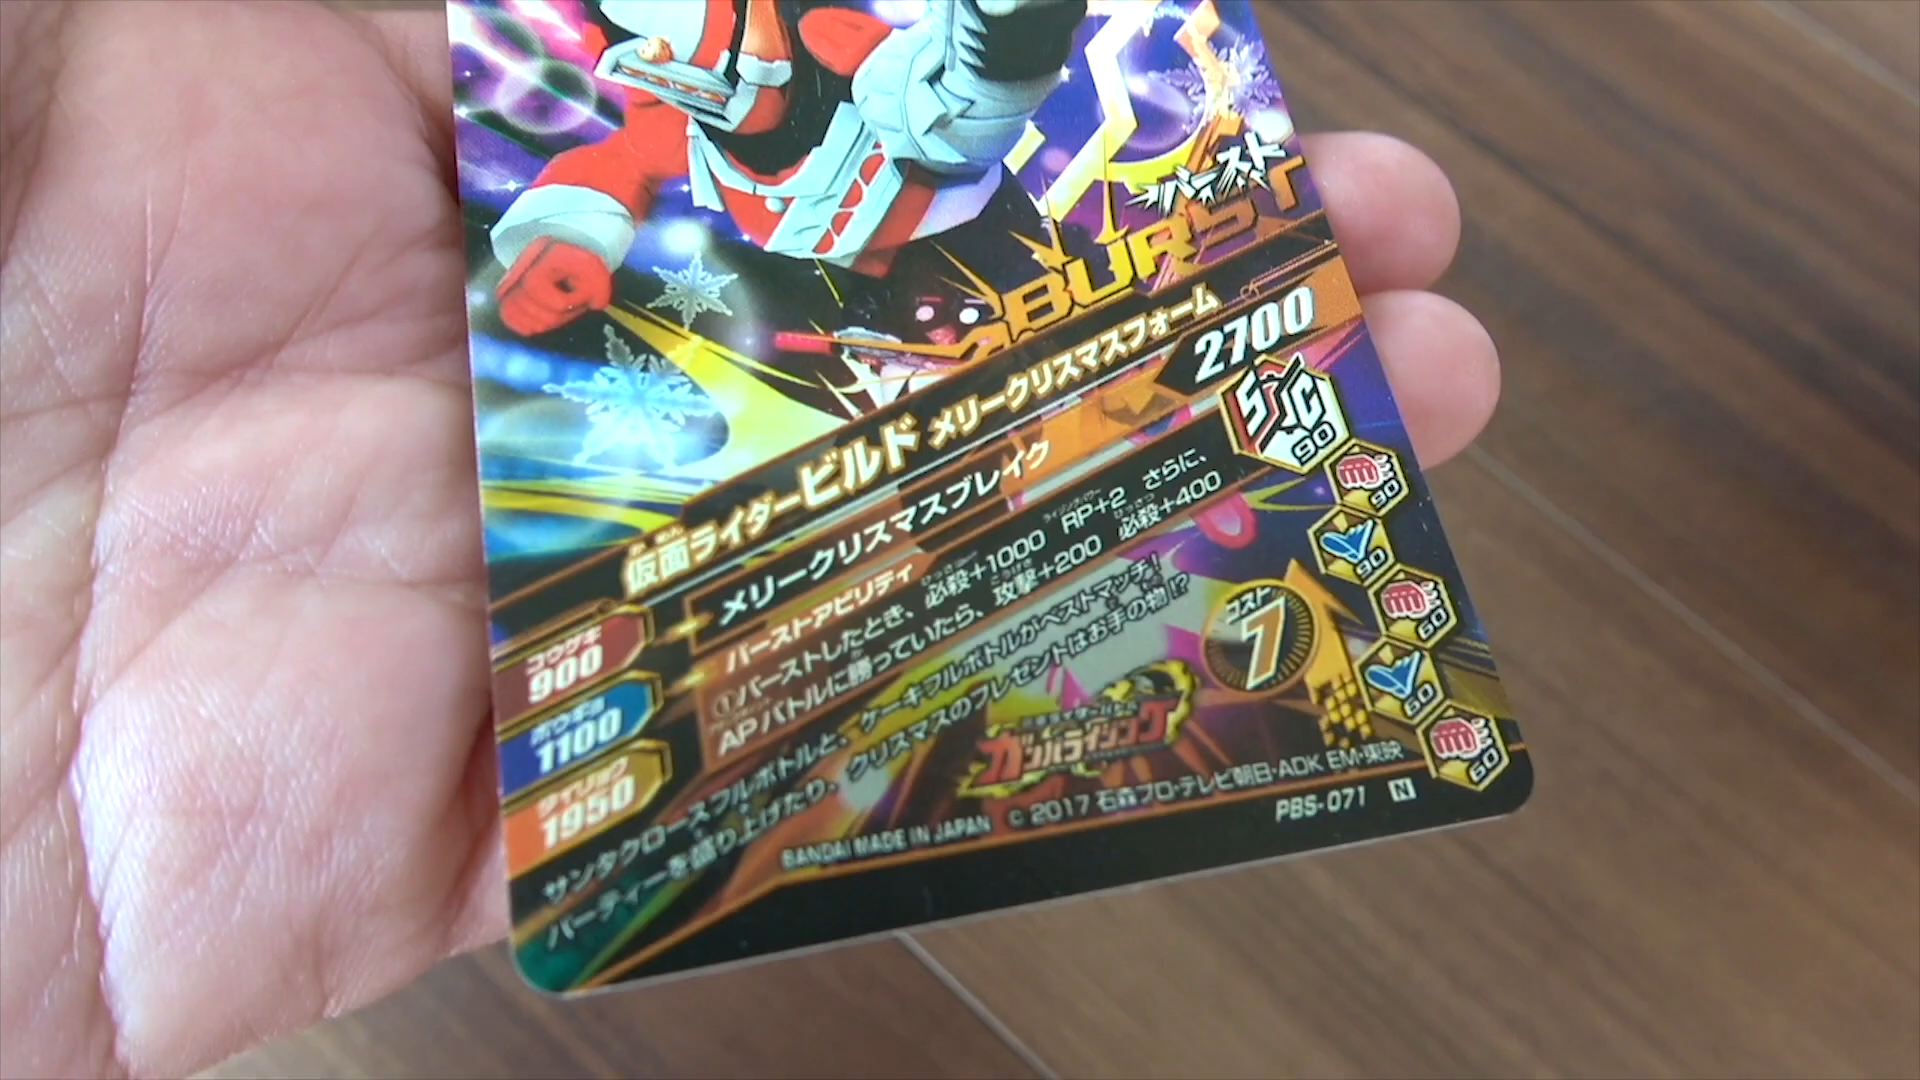 バースト
BURST
仮面ライダービルド メリークリスマスフォーム
かめん
2700
メリークリスマスブレイク
90
バーストアビリティ
①バーストしたとき、必殺+1000 RP+2 さらに、
APバトルに勝っていたら、攻撃+200 必殺+400
コウゲキ
900
ボウギョ
1100
タイリョク
1950
サンタクロースフルボトルと、ケーキフルボトルがベストマッチ!
パーティーを盛り上げたり、クリスマスのプレゼントはお手の物!?
コスト
7
90
90
60
60
60
ガンバライジング
BANDAI MADE IN JAPAN © 2017 石森プロ・テレビ朝日・ADK EM・東映
PBS-071 N